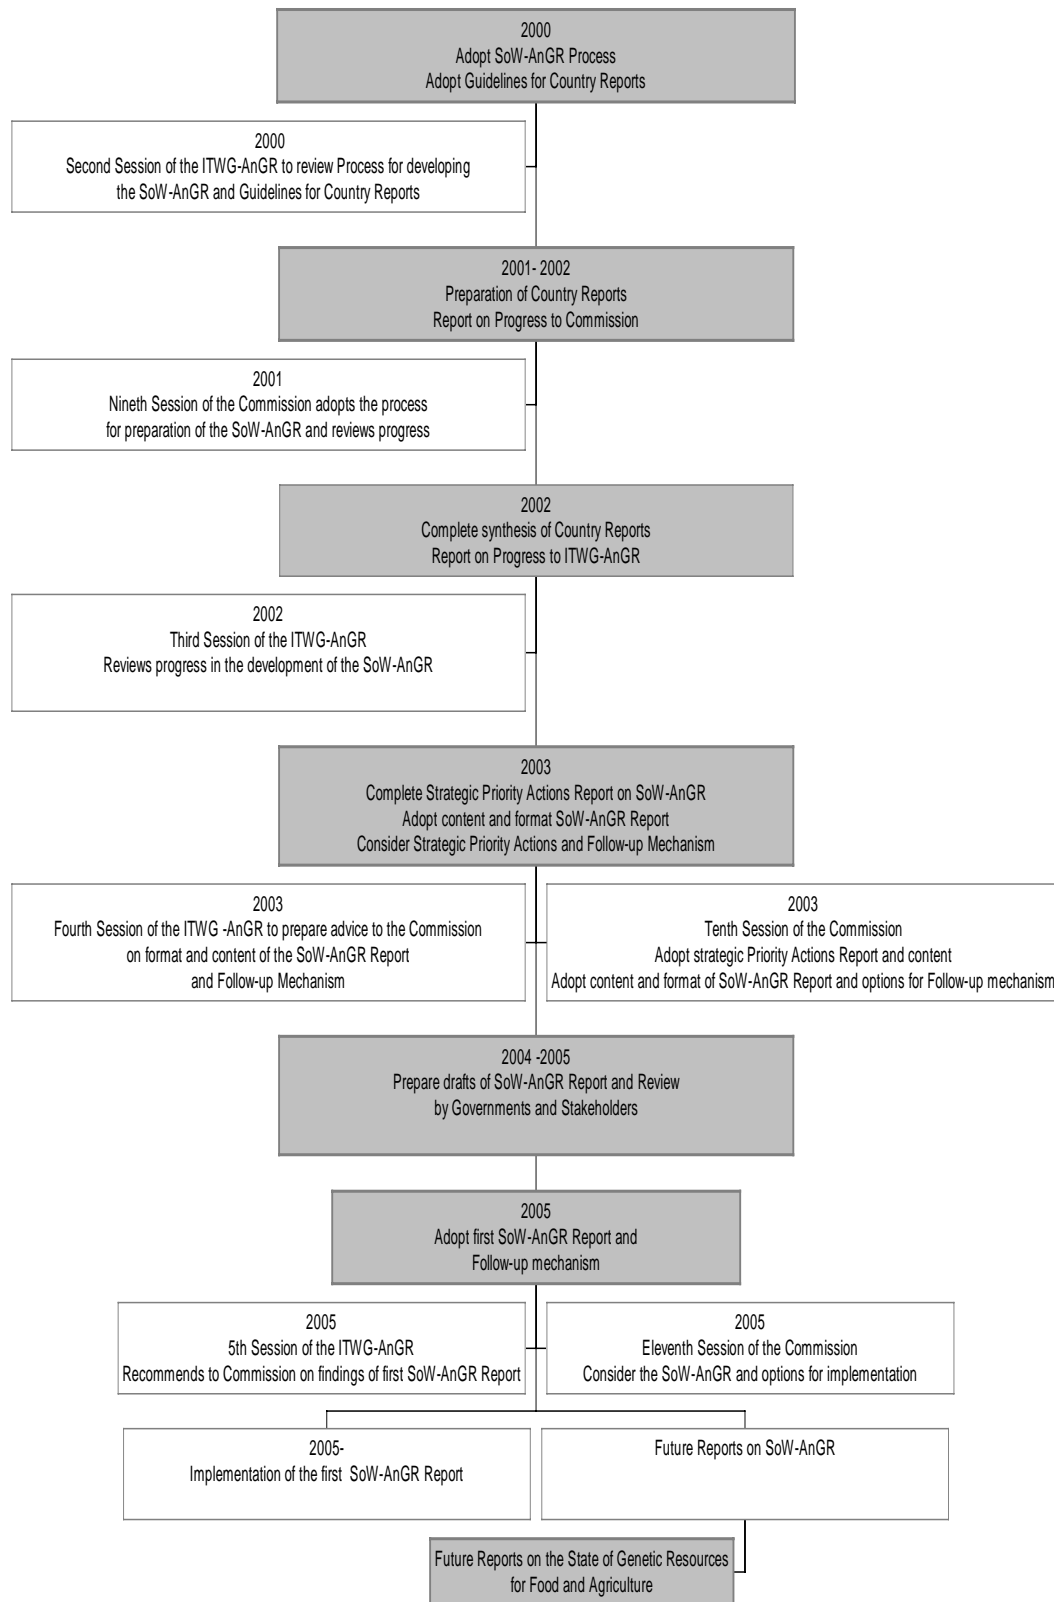 2000
Adopt SoW-AnGR Process
Adopt Guidelines for Country Reports
2000
Second Session of the ITWG-AnGR to review Process for developing
the SoW-AnGR and Guidelines for Country Reports
2001- 2002
Preparation of Country Reports
Report on Progress to Commission
2001
Nineth Session of the Commission adopts the process
for preparation of the SoW-AnGR and reviews progress
2002
Complete synthesis of Country Reports
Report on Progress to ITWG-AnGR
2002
Third Session of the ITWG-AnGR
Reviews progress in the development of the SoW-AnGR
2003
Complete Strategic Priority Actions Report on SoW-AnGR
Adopt content and format SoW-AnGR Report
Consider Strategic Priority Actions and Follow-up Mechanism
2003
Fourth Session of the ITWG -AnGR to prepare advice to the Commission
on format and content of the SoW-AnGR Report
and Follow-up Mechanism
2003
Tenth Session of the Commission
Adopt strategic Priority Actions Report and content
Adopt content and format of SoW-AnGR Report and options for Follow-up mechanism
2004 -2005
Prepare drafts of SoW-AnGR Report and Review
by Governments and Stakeholders
2005
Adopt first SoW-AnGR Report and
Follow-up mechanism
2005
5th Session of the ITWG-AnGR
Recommends to Commission on findings of first SoW-AnGR Report
2005
Eleventh Session of the Commission
Consider the SoW-AnGR and options for implementation
2005-
Implementation of the first SoW-AnGR Report
Future Reports on SoW-AnGR
Future Reports on the State of Genetic Resources
for Food and Agriculture